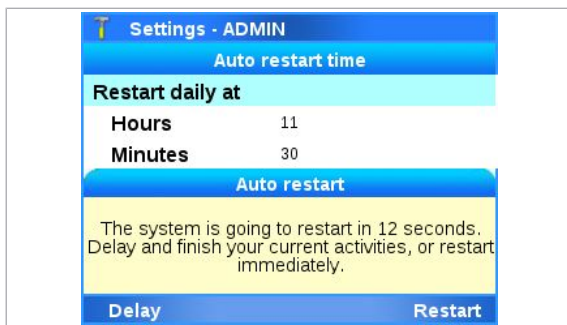 Settings - ADMIN
Auto restart time
Restart daily at
Hours 11
Minutes 30
Auto restart
The system is going to restart in 12 seconds.
Delay and finish your current activities, or restart
immediately.
Delay Restart